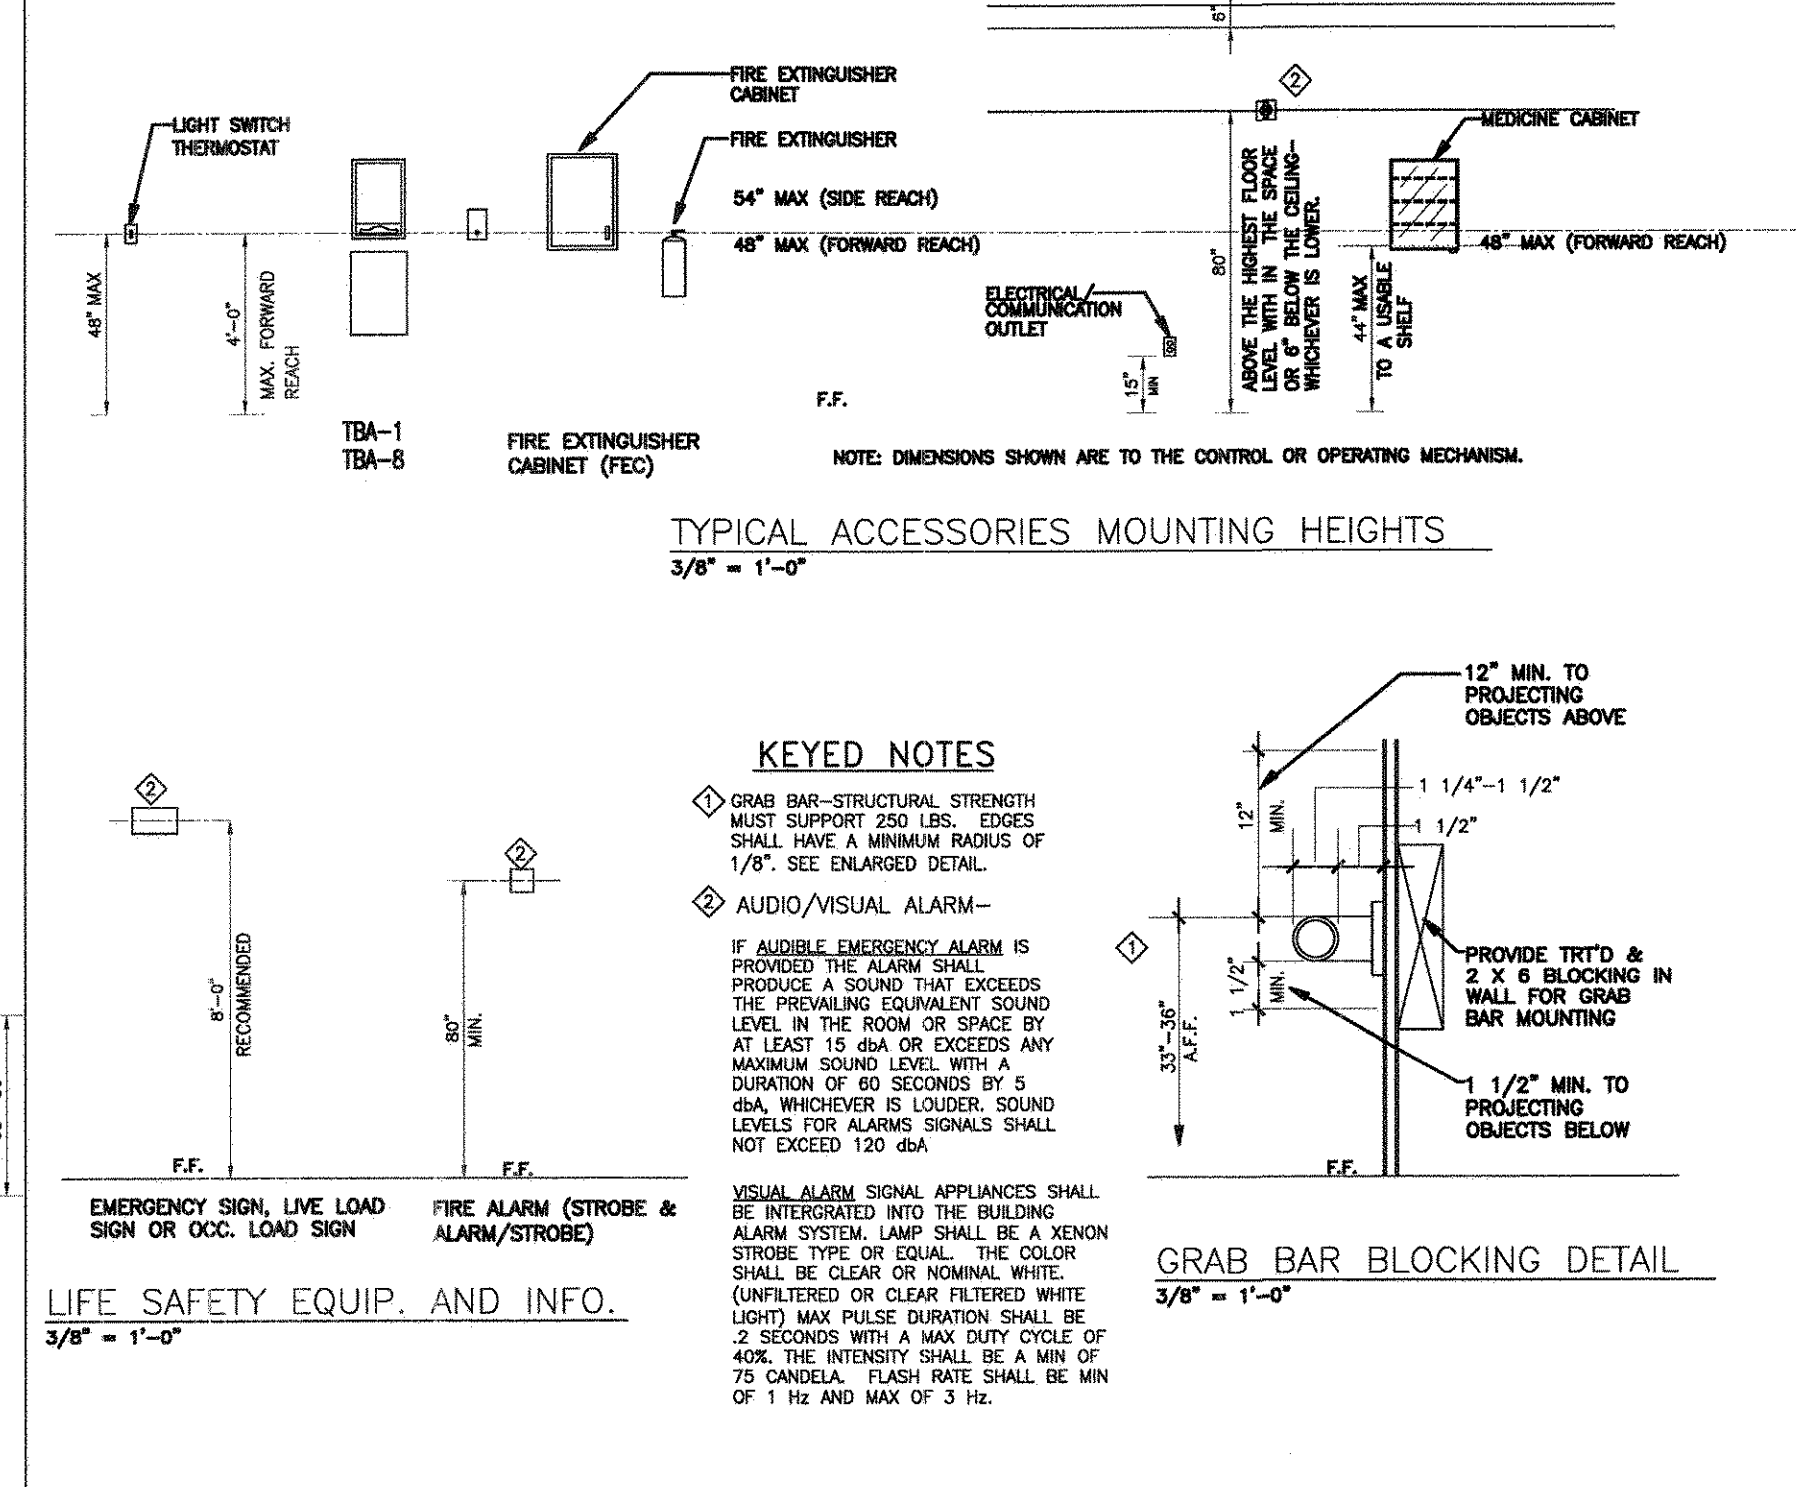 6"
2
FIRE EXTINGUISHER
CABINET
LIGHT SWITCH
THERMOSTAT
FIRE EXTINGUISHER
MEDICINE CABINET
54" MAX (SIDE REACH)
48" MAX (FORWARD REACH)
48" MAX (FORWARD REACH)
48" MAX
4'-0"
MAX. FORWARD
REACH
ELECTRICAL/
COMMUNICATION
OUTLET
15"
MIN
80"
ABOVE THE HIGHEST FLOOR
LEVEL WITH IN THE SPACE
OR 6" BELOW THE CEILING-
WHICHEVER IS LOWER.
44" MAX
TO A USABLE
SHELF
F.F.
TBA-1
TBA-8
FIRE EXTINGUISHER
CABINET (FEC)
NOTE: DIMENSIONS SHOWN ARE TO THE CONTROL OR OPERATING MECHANISM.
TYPICAL ACCESSORIES MOUNTING HEIGHTS
3/8" = 1'-0"
2
8'-0"
RECOMMENDED
2
80"
MIN.
F.F.
F.F.
EMERGENCY SIGN, LIVE LOAD
SIGN OR OCC. LOAD SIGN
FIRE ALARM (STROBE &
ALARM/STROBE)
LIFE SAFETY EQUIP. AND INFO.
3/8" = 1'-0"
KEYED NOTES
1 GRAB BAR-STRUCTURAL STRENGTH
MUST SUPPORT 250 LBS. EDGES
SHALL HAVE A MINIMUM RADIUS OF
1/8". SEE ENLARGED DETAIL.
2 AUDIO/VISUAL ALARM-
IF AUDIBLE EMERGENCY ALARM IS
PROVIDED THE ALARM SHALL
PRODUCE A SOUND THAT EXCEEDS
THE PREVAILING EQUIVALENT SOUND
LEVEL IN THE ROOM OR SPACE BY
AT LEAST 15 dbA OR EXCEEDS ANY
MAXIMUM SOUND LEVEL WITH A
DURATION OF 60 SECONDS BY 5
dbA, WHICHEVER IS LOUDER. SOUND
LEVELS FOR ALARMS SIGNALS SHALL
NOT EXCEED 120 dbA
VISUAL ALARM SIGNAL APPLIANCES SHALL
BE INTERGRATED INTO THE BUILDING
ALARM SYSTEM. LAMP SHALL BE A XENON
STROBE TYPE OR EQUAL. THE COLOR
SHALL BE CLEAR OR NOMINAL WHITE.
(UNFILTERED OR CLEAR FILTERED WHITE
LIGHT) MAX PULSE DURATION SHALL BE
.2 SECONDS WITH A MAX DUTY CYCLE OF
40%. THE INTENSITY SHALL BE A MIN OF
75 CANDELA. FLASH RATE SHALL BE MIN
OF 1 Hz AND MAX OF 3 Hz.
12" MIN. TO
PROJECTING
OBJECTS ABOVE
12"
MIN.
1 1/4"-1 1/2"
1 1/2"
1
1 1/2"
MIN.
33"-36"
A.F.F.
PROVIDE TRT'D &
2 X 6 BLOCKING IN
WALL FOR GRAB
BAR MOUNTING
1 1/2" MIN. TO
PROJECTING
OBJECTS BELOW
F.F.
GRAB BAR BLOCKING DETAIL
3/8" = 1'-0"